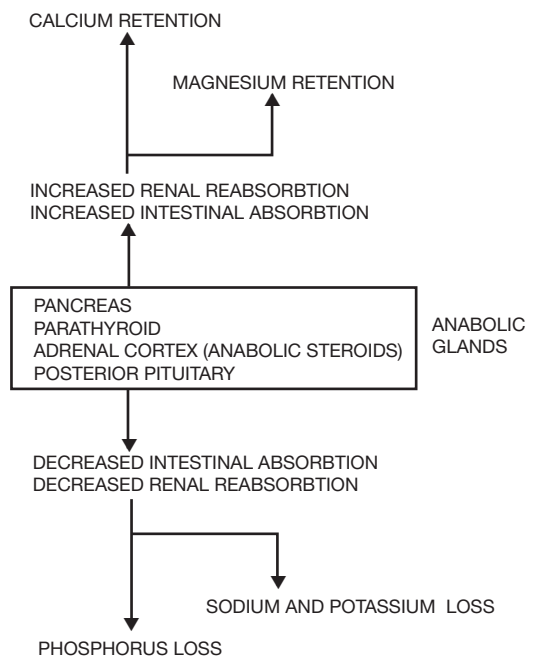 CALCIUM RETENTION
MAGNESIUM RETENTION
INCREASED RENAL REABSORBTION
INCREASED INTESTINAL ABSORBTION
PANCREAS
PARATHYROID
ADRENAL CORTEX (ANABOLIC STEROIDS)
POSTERIOR PITUITARY
ANABOLIC
GLANDS
DECREASED INTESTINAL ABSORBTION
DECREASED RENAL REABSORBTION
SODIUM AND POTASSIUM LOSS
PHOSPHORUS LOSS